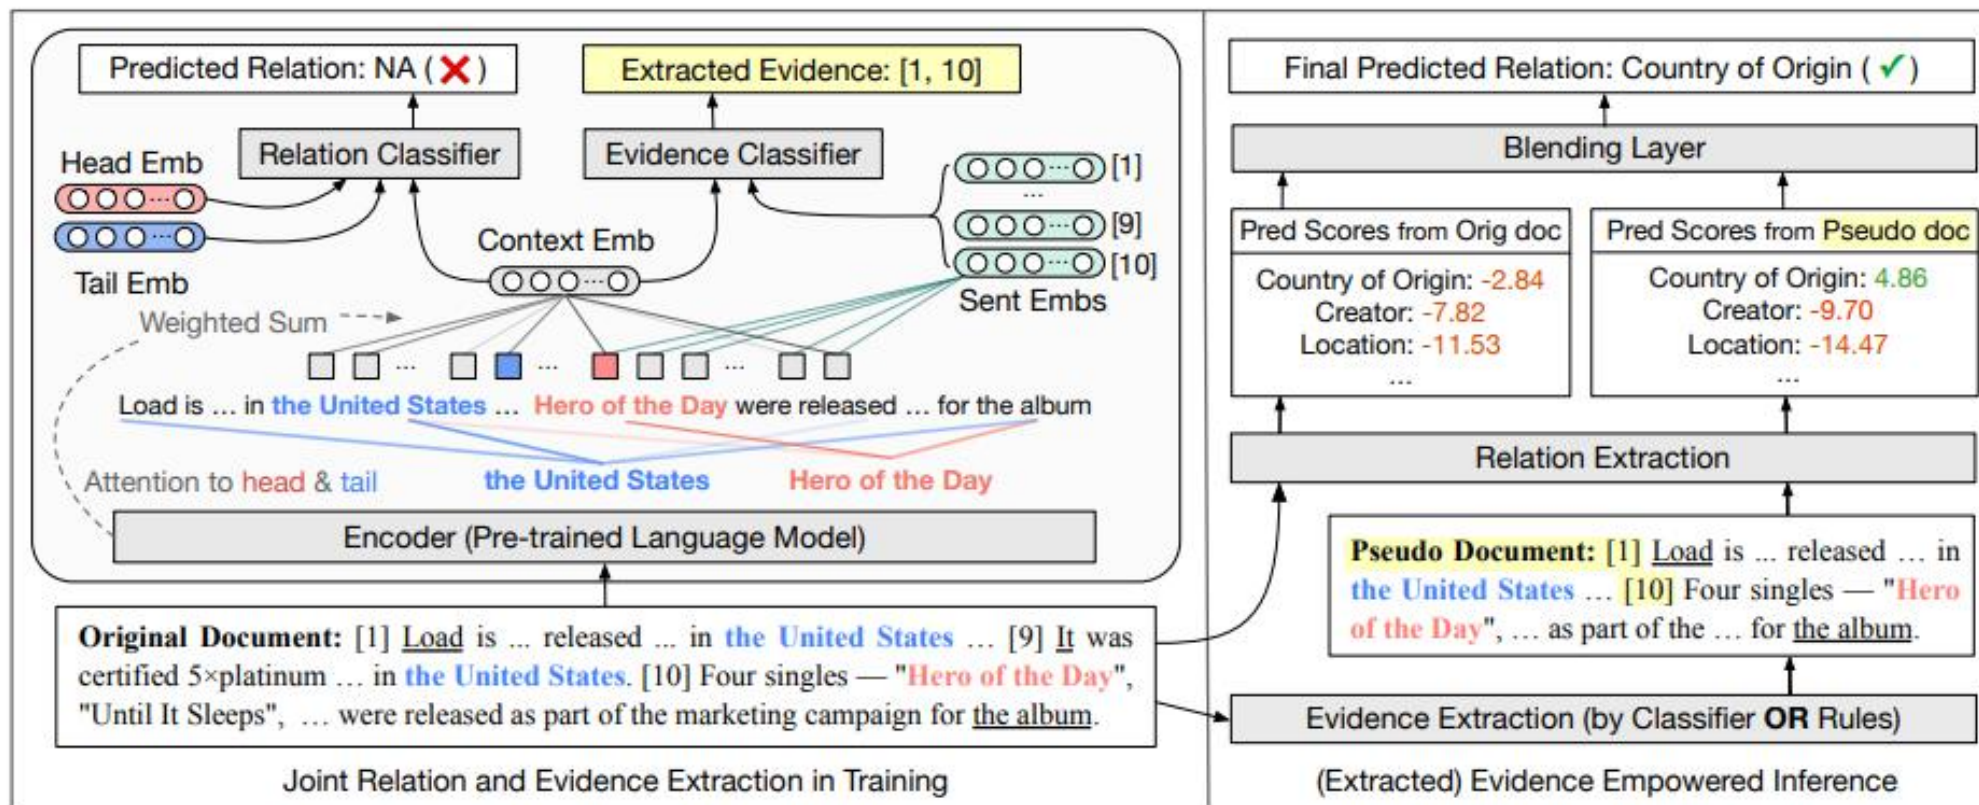 Predicted Relation: NA ( ❌ )
Extracted Evidence: [1, 10]
Relation Classifier
Evidence Classifier
Head Emb
Tail Emb
Context Emb
[1]
...
[9]
[10]
Sent Embs
Weighted Sum
... ... ...
Load is ... in the United States ... Hero of the Day were released ... for the album
Attention to head & tail
the United States
Hero of the Day
Encoder (Pre-trained Language Model)
Original Document: [1] Load is ... released ... in the United States ... [9] It was
certified 5×platinum ... in the United States. [10] Four singles — "Hero of the Day",
"Until It Sleeps", ... were released as part of the marketing campaign for the album.
Joint Relation and Evidence Extraction in Training
Final Predicted Relation: Country of Origin ( ✓ )
Blending Layer
Pred Scores from Orig doc
Country of Origin: -2.84
Creator: -7.82
Location: -11.53
...
Pred Scores from Pseudo doc
Country of Origin: 4.86
Creator: -9.70
Location: -14.47
...
Relation Extraction
Pseudo Document: [1] Load is ... released ... in
the United States ... [10] Four singles — "Hero
of the Day", ... as part of the ... for the album.
Evidence Extraction (by Classifier OR Rules)
(Extracted) Evidence Empowered Inference